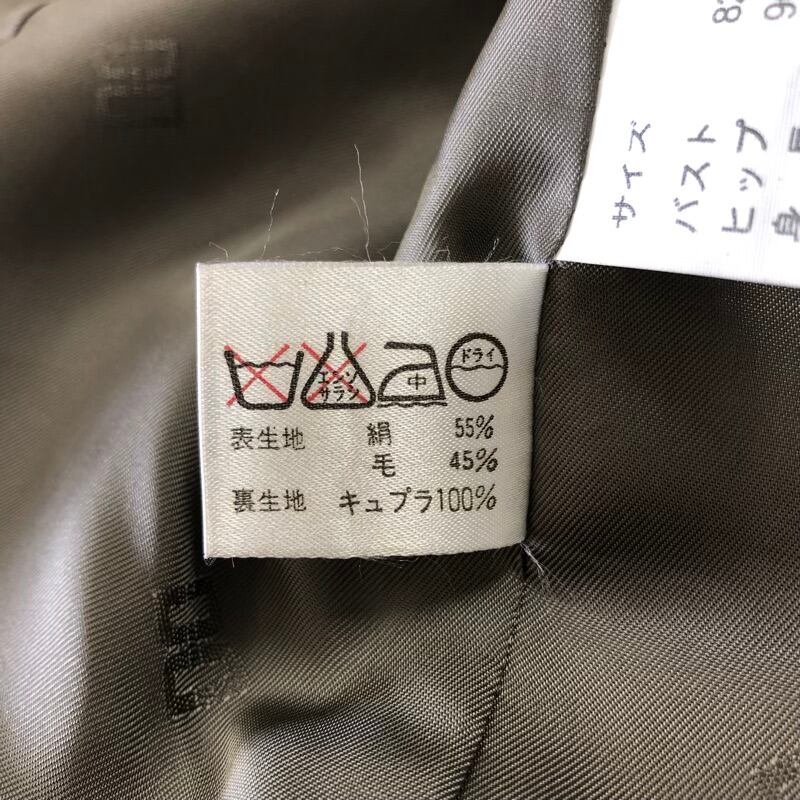 エンソ
サラシ
中
ドライ
表生地 絹 55%
毛 45%
裏生地 キュプラ100%
サイズ
バスト
ヒップ
身